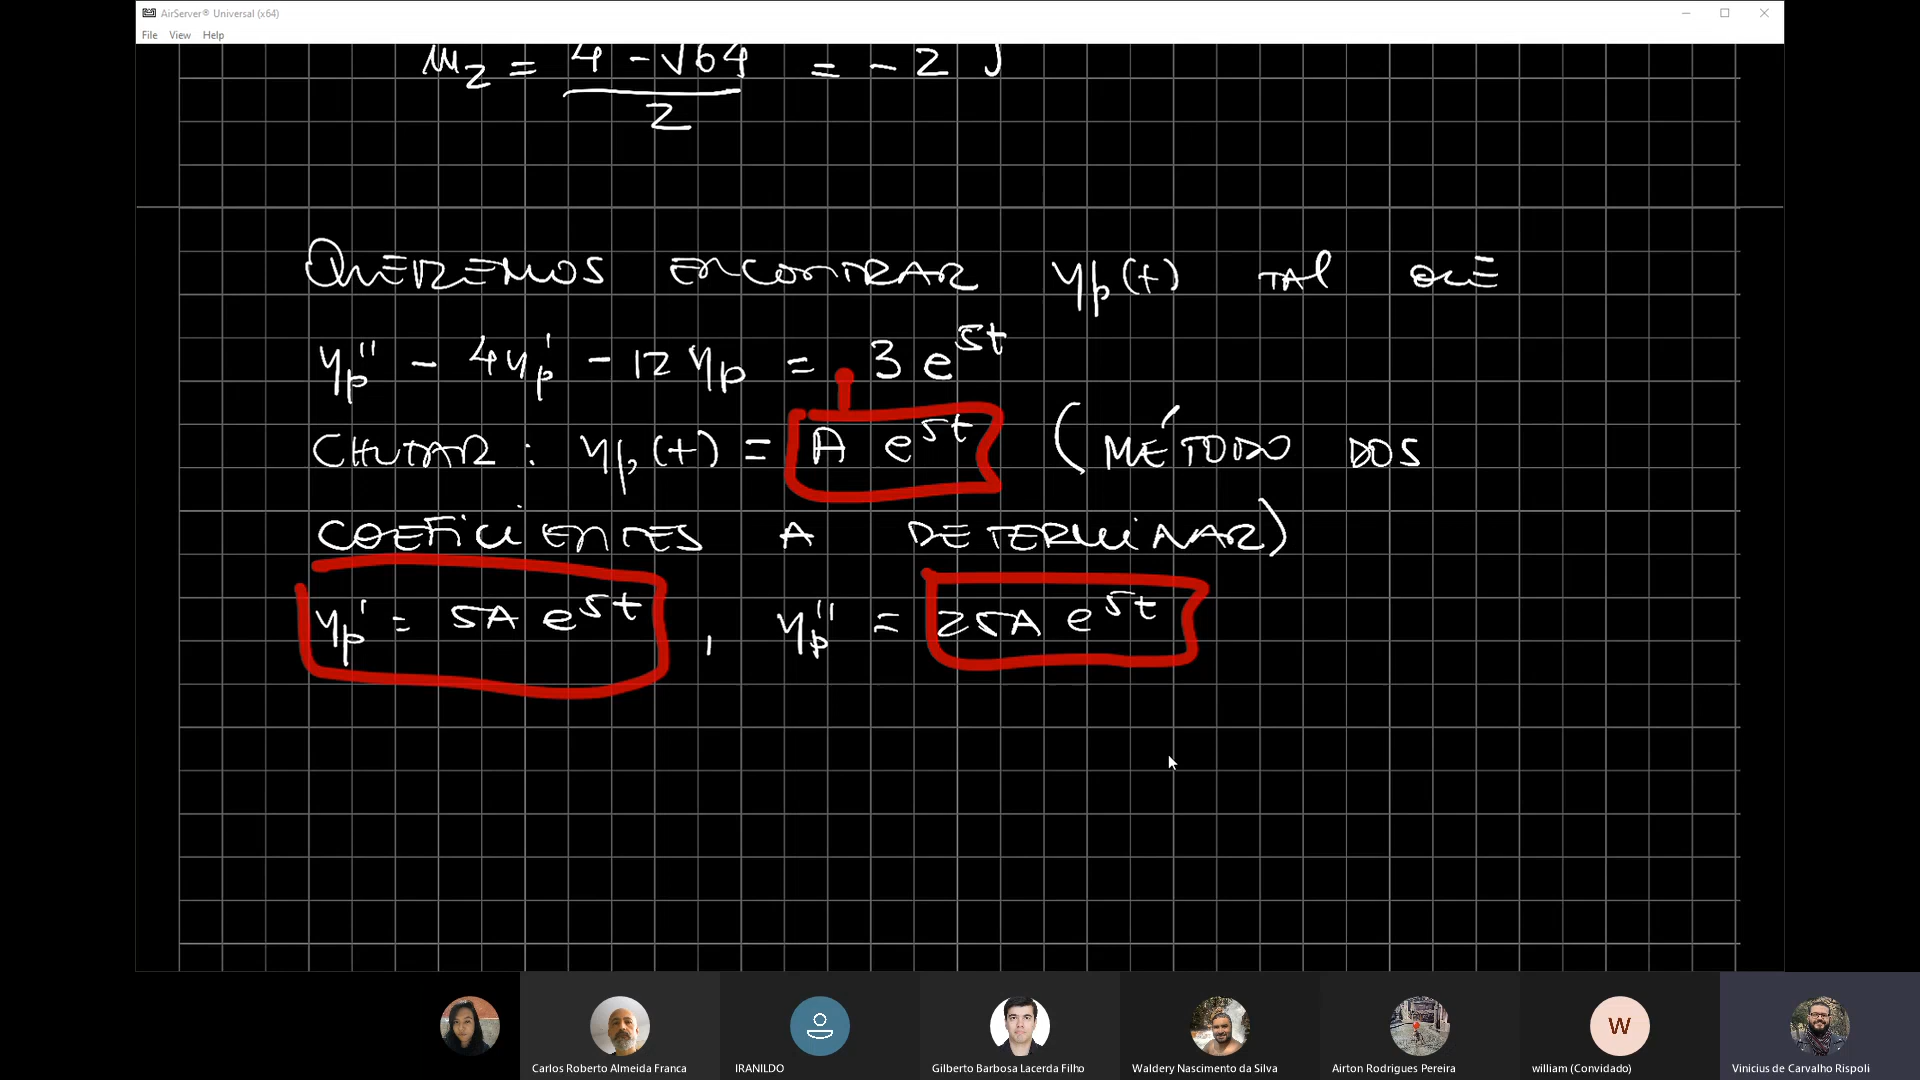 AirServer® Universal (x64)
File View Help
m₂ = (4 - √64)/2 = -2
QUEREMOS ENCONTRAR yp(t) TAL QUE
yp'' - 4yp' - 12yp = 3e^{5t}
CHUTAR: yp(t) = A e^{5t} (MÉTODO DOS
COEFICIENTES A DETERMINAR)
yp' = 5A e^{5t} , yp'' = 25A e^{5t}
W
Carlos Roberto Almeida Franca IRANILDO Gilberto Barbosa Lacerda Filho Waldery Nascimento da Silva Airton Rodrigues Pereira william (Convidado) Vinicius de Carvalho Rispoli